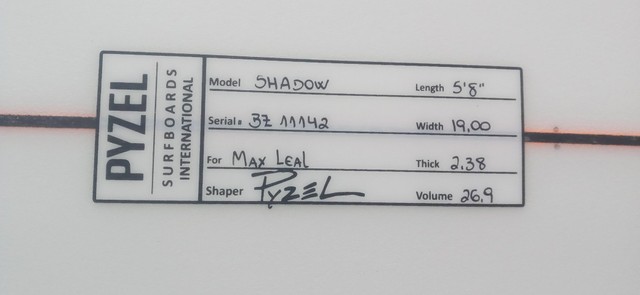 PYZEL
SURFBOARDS
INTERNATIONAL
Model SHADOW
Length 5'8"
Serial# BZ 11142
Width 19.00
For MAX LEAL
Thick 2.38
Shaper PYZEL
Volume 26.9